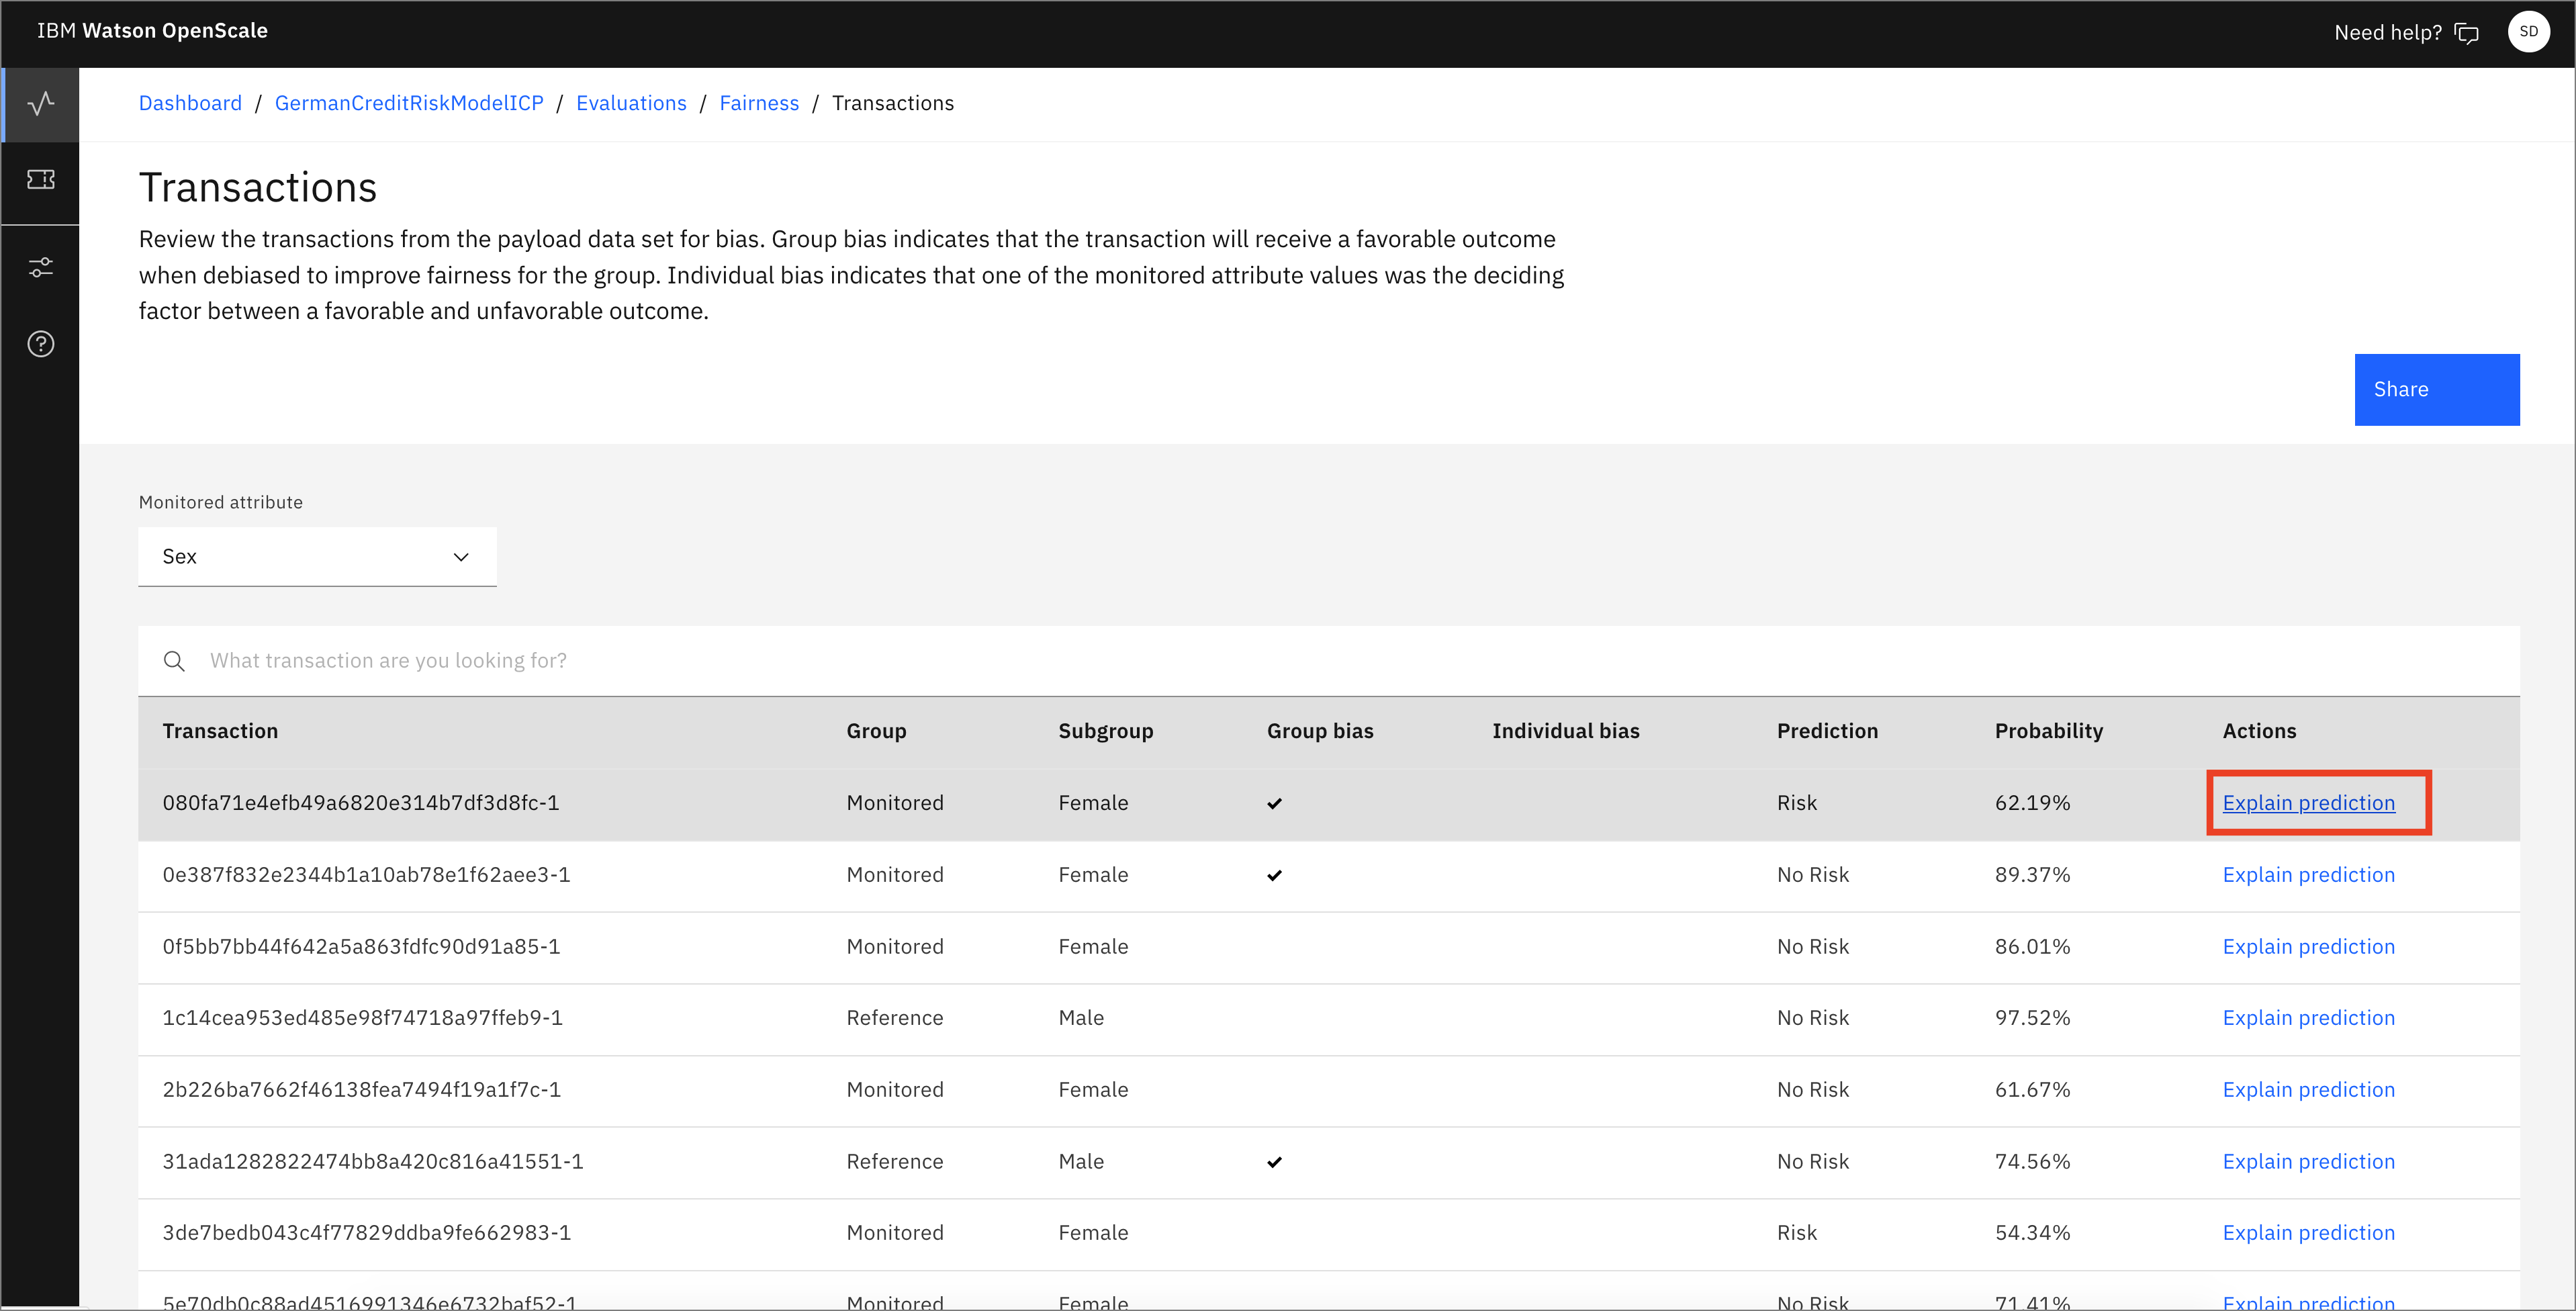 IBM Watson OpenScale
Need help?
SD
Dashboard / GermanCreditRiskModelICP / Evaluations / Fairness / Transactions
Transactions
Review the transactions from the payload data set for bias. Group bias indicates that the transaction will receive a favorable outcome
when debiased to improve fairness for the group. Individual bias indicates that one of the monitored attribute values was the deciding
factor between a favorable and unfavorable outcome.
Share
Monitored attribute
Sex
What transaction are you looking for?
Transaction Group Subgroup Group bias Individual bias Prediction Probability Actions
080fa71e4efb49a6820e314b7df3d8fc-1 Monitored Female ✔ Risk 62.19% Explain prediction
0e387f832e2344b1a10ab78e1f62aee3-1 Monitored Female ✔ No Risk 89.37% Explain prediction
0f5bb7bb44f642a5a863fdfc90d91a85-1 Monitored Female No Risk 86.01% Explain prediction
1c14cea953ed485e98f74718a97ffeb9-1 Reference Male No Risk 97.52% Explain prediction
2b226ba7662f46138fea7494f19a1f7c-1 Monitored Female No Risk 61.67% Explain prediction
31ada1282822474bb8a420c816a41551-1 Reference Male ✔ No Risk 74.56% Explain prediction
3de7bedb043c4f77829ddba9fe662983-1 Monitored Female Risk 54.34% Explain prediction
5e70db0c88ad4516991346e6732baf52-1 Monitored Female No Risk 71.41% Explain prediction